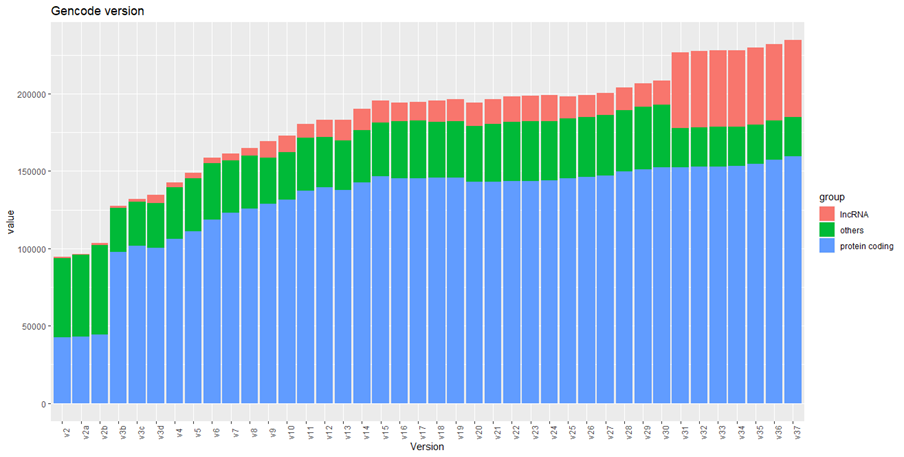 Gencode version
value
200000
150000
100000
50000
0
v2 v2a v2b v3b v3c v3d v4 v5 v6 v7 v8 v9 v10 v11 v12 v13 v14 v15 v16 v17 v18 v19 v20 v21 v22 v23 v24 v25 v26 v27 v28 v29 v30 v31 v32 v33 v34 v35 v36 v37
Version
group
lncRNA
others
protein coding